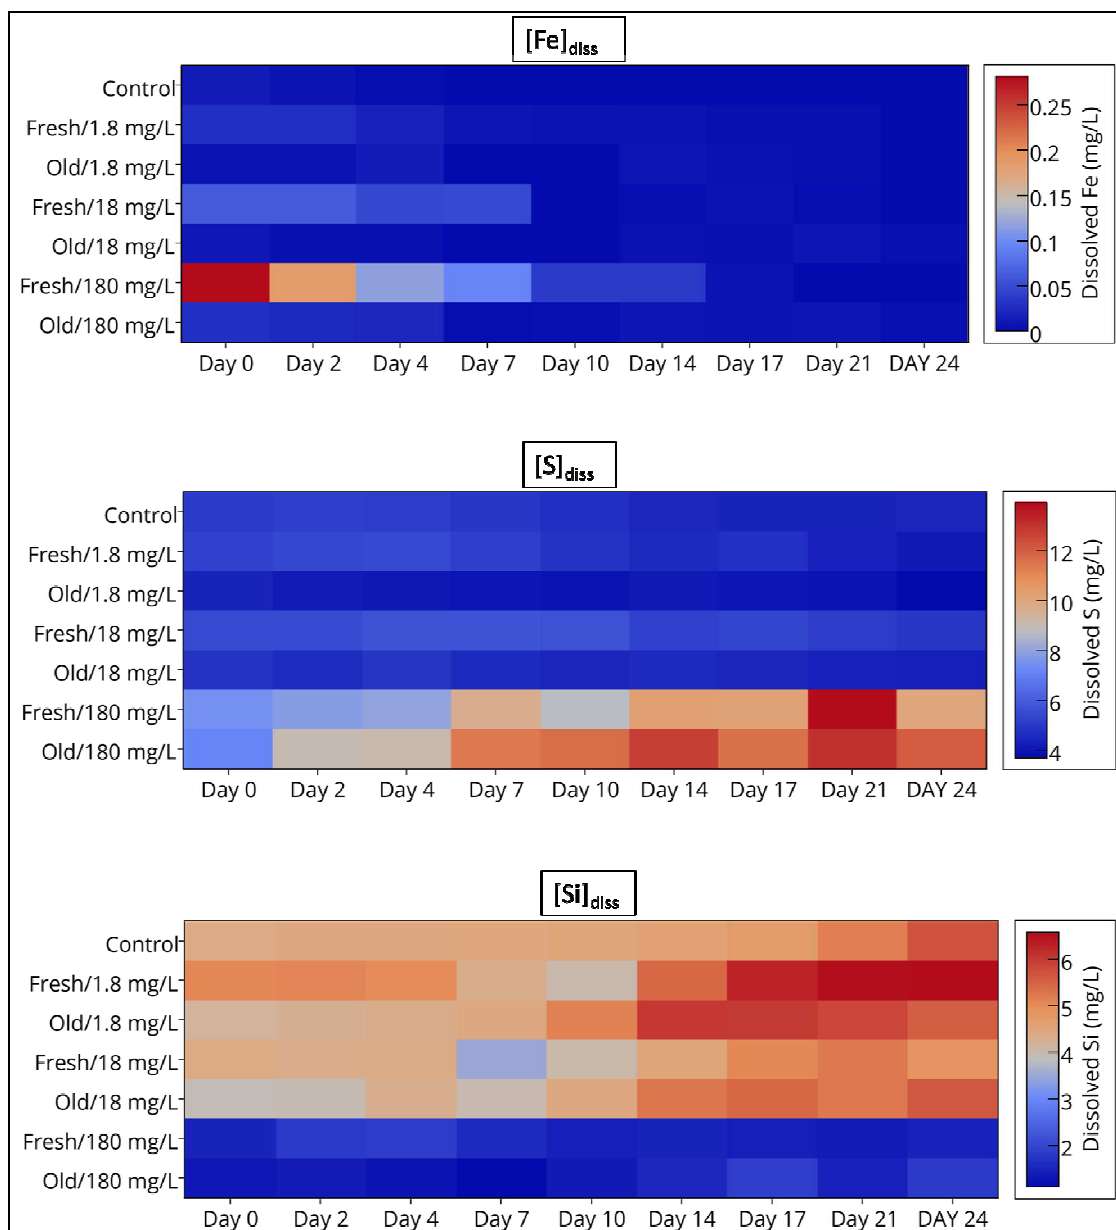 [Fe]diss
Control
Fresh/1.8 mg/L
Old/1.8 mg/L
Fresh/18 mg/L
Old/18 mg/L
Fresh/180 mg/L
Old/180 mg/L
Day 0 Day 2 Day 4 Day 7 Day 10 Day 14 Day 17 Day 21 DAY 24
0.25
0.2
0.15
0.1
0.05
0
Dissolved Fe (mg/L)
[S]diss
Control
Fresh/1.8 mg/L
Old/1.8 mg/L
Fresh/18 mg/L
Old/18 mg/L
Fresh/180 mg/L
Old/180 mg/L
Day 0 Day 2 Day 4 Day 7 Day 10 Day 14 Day 17 Day 21 DAY 24
12
10
8
6
4
Dissolved S (mg/L)
[Si]diss
Control
Fresh/1.8 mg/L
Old/1.8 mg/L
Fresh/18 mg/L
Old/18 mg/L
Fresh/180 mg/L
Old/180 mg/L
Day 0 Day 2 Day 4 Day 7 Day 10 Day 14 Day 17 Day 21 DAY 24
6
5
4
3
2
Dissolved Si (mg/L)